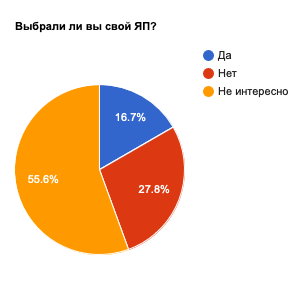 Выбрали ли вы свой ЯП?
Да
Нет
Не интересно
16.7%
27.8%
55.6%